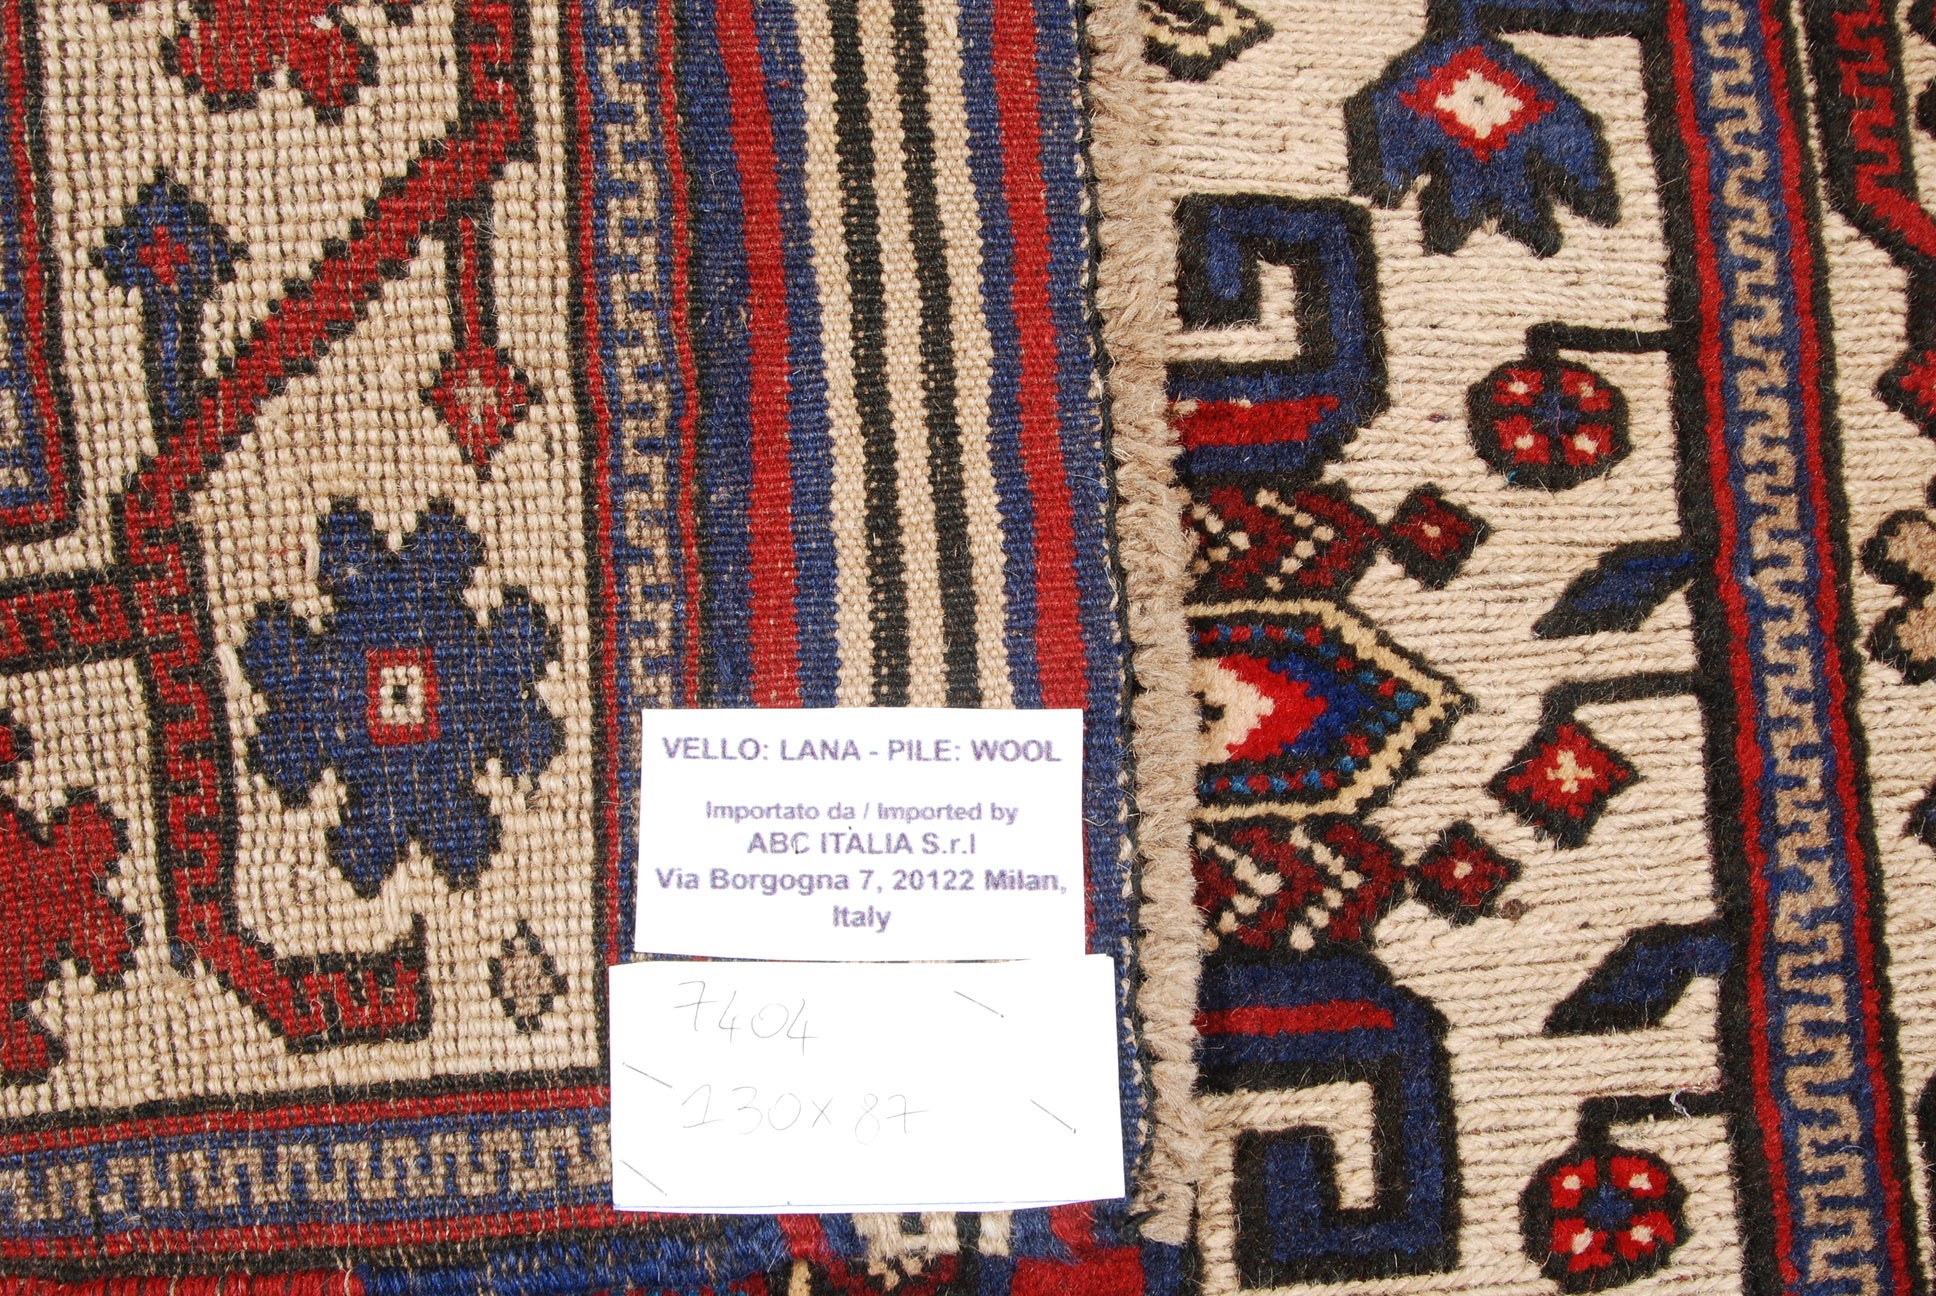 VELLO: LANA - PILE: WOOL
Importato da / Imported by
ABC ITALIA S.r.l
Via Borgogna 7, 20122 Milan,
Italy
7404
130x87